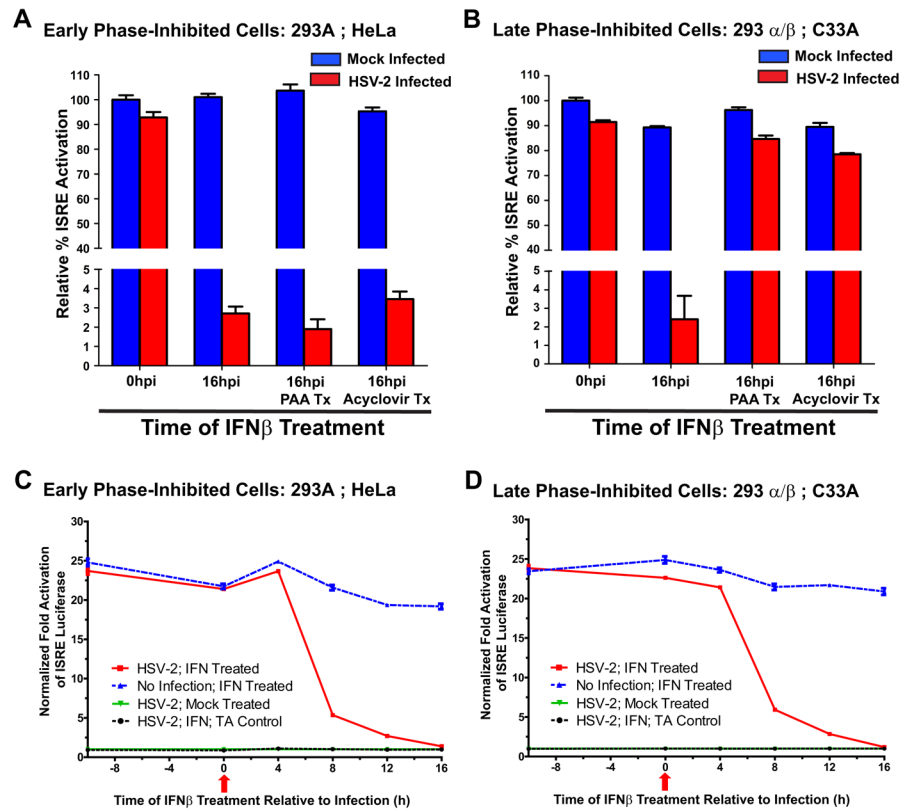 A Early Phase-Inhibited Cells: 293A ; HeLa
Mock Infected
HSV-2 Infected
Relative % ISRE Activation
110
100
90
80
70
60
50
40
5
4
3
2
1
0
0hpi
16hpi
16hpi
PAA Tx
16hpi
Acyclovir Tx
Time of IFNβ Treatment
B Late Phase-Inhibited Cells: 293 α/β ; C33A
Mock Infected
HSV-2 Infected
Relative % ISRE Activation
110
100
90
80
70
60
50
40
5
4
3
2
1
0
0hpi
16hpi
16hpi
PAA Tx
16hpi
Acyclovir Tx
Time of IFNβ Treatment
C Early Phase-Inhibited Cells: 293A ; HeLa
Normalized Fold Activation
of ISRE Luciferase
30
25
20
15
10
5
0
HSV-2; IFN Treated
No Infection; IFN Treated
HSV-2; Mock Treated
HSV-2; IFN; TA Control
-8
-4
0
4
8
12
16
Time of IFNβ Treatment Relative to Infection (h)
D Late Phase-Inhibited Cells: 293 α/β ; C33A
Normalized Fold Activation
of ISRE Luciferase
30
25
20
15
10
5
0
HSV-2; IFN Treated
No Infection; IFN Treated
HSV-2; Mock Treated
HSV-2; IFN; TA Control
-8
-4
0
4
8
12
16
Time of IFNβ Treatment Relative to Infection (h)